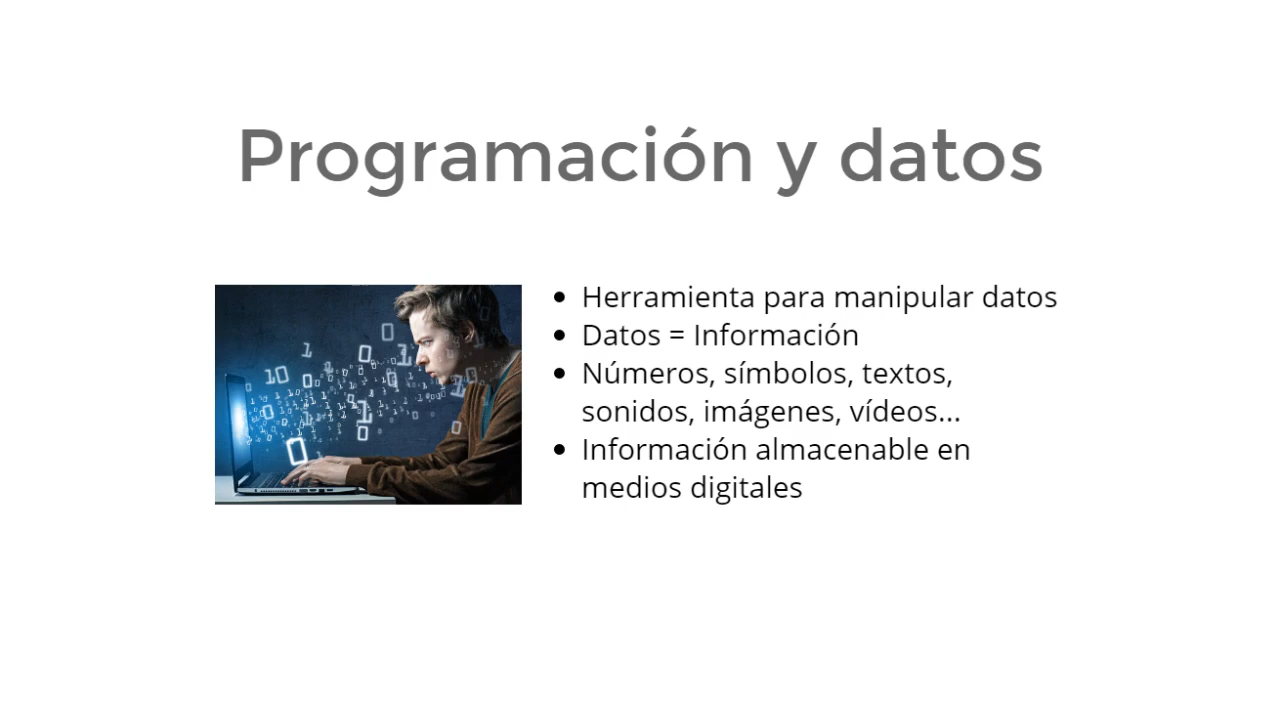 Programación y datos
• Herramienta para manipular datos
• Datos = Información
• Números, símbolos, textos,
sonidos, imágenes, vídeos...
• Información almacenable en
medios digitales